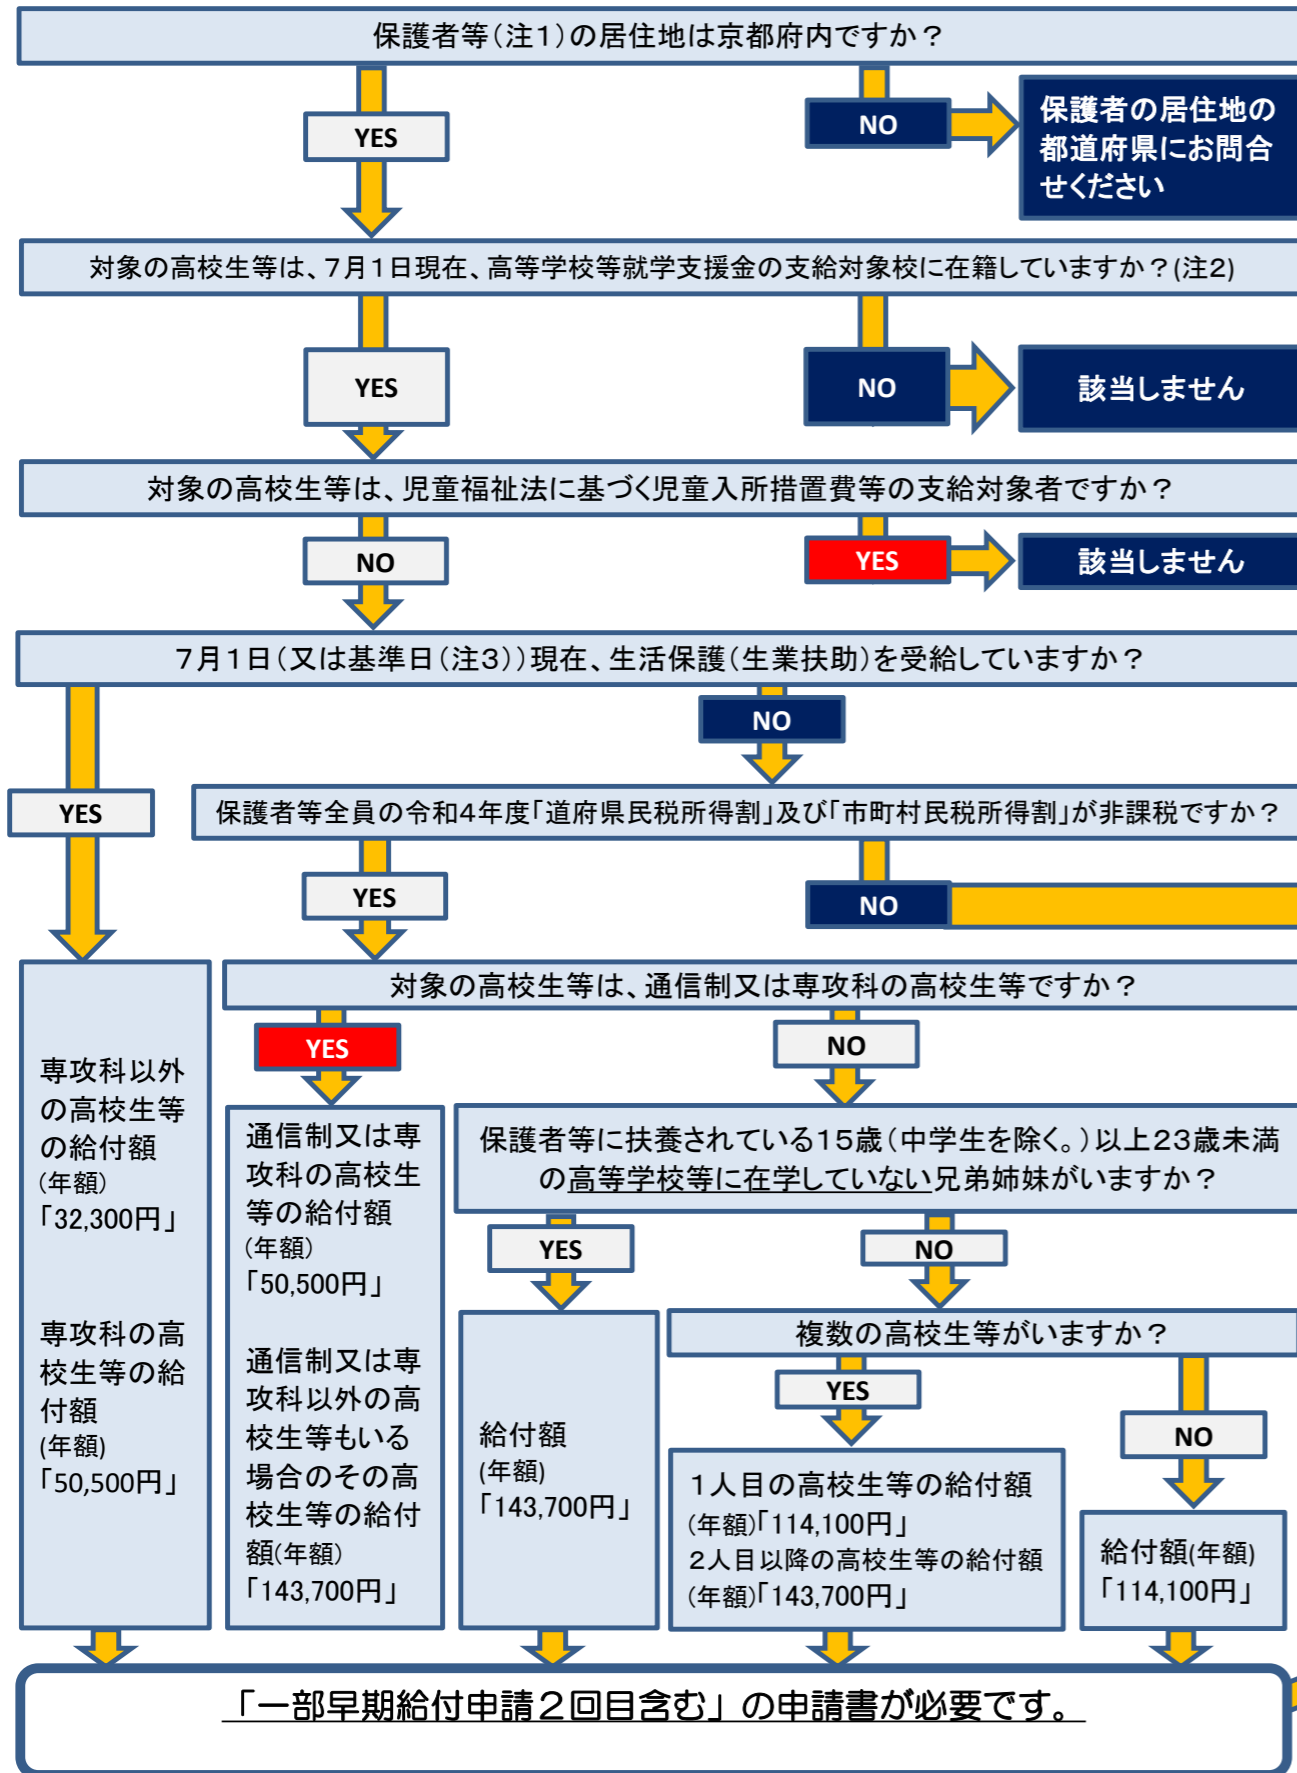 保護者等(注1)の居住地は京都府内ですか？
YES
NO
保護者の居住地の
都道府県にお問合
せください
対象の高校生等は、7月1日現在、高等学校等就学支援金の支給対象校に在籍していますか？(注2)
YES
NO
該当しません
対象の高校生等は、児童福祉法に基づく児童入所措置費等の支給対象者ですか？
NO
YES
該当しません
7月1日(又は基準日(注3))現在、生活保護(生業扶助)を受給していますか？
NO
YES
保護者等全員の令和4年度「道府県民税所得割」及び「市町村民税所得割」が非課税ですか？
YES
NO
専攻科以外
の高校生等
の給付額
(年額)
「32,300円」
専攻科の高
校生等の給
付額
(年額)
「50,500円」
対象の高校生等は、通信制又は専攻科の高校生等ですか？
YES
NO
通信制又は専
攻科の高校生
等の給付額
(年額)
「50,500円」
通信制又は専
攻科以外の高
校生等もいる
場合のその高
校生等の給付
額(年額)
「143,700円」
保護者等に扶養されている15歳(中学生を除く。)以上23歳未満
の高等学校等に在学していない兄弟姉妹がいますか？
YES
NO
給付額
(年額)
「143,700円」
複数の高校生等がいますか？
YES
NO
1人目の高校生等の給付額
(年額)「114,100円」
2人目以降の高校生等の給付額
(年額)「143,700円」
給付額(年額)
「114,100円」
「一部早期給付申請2回目含む」の申請書が必要です。